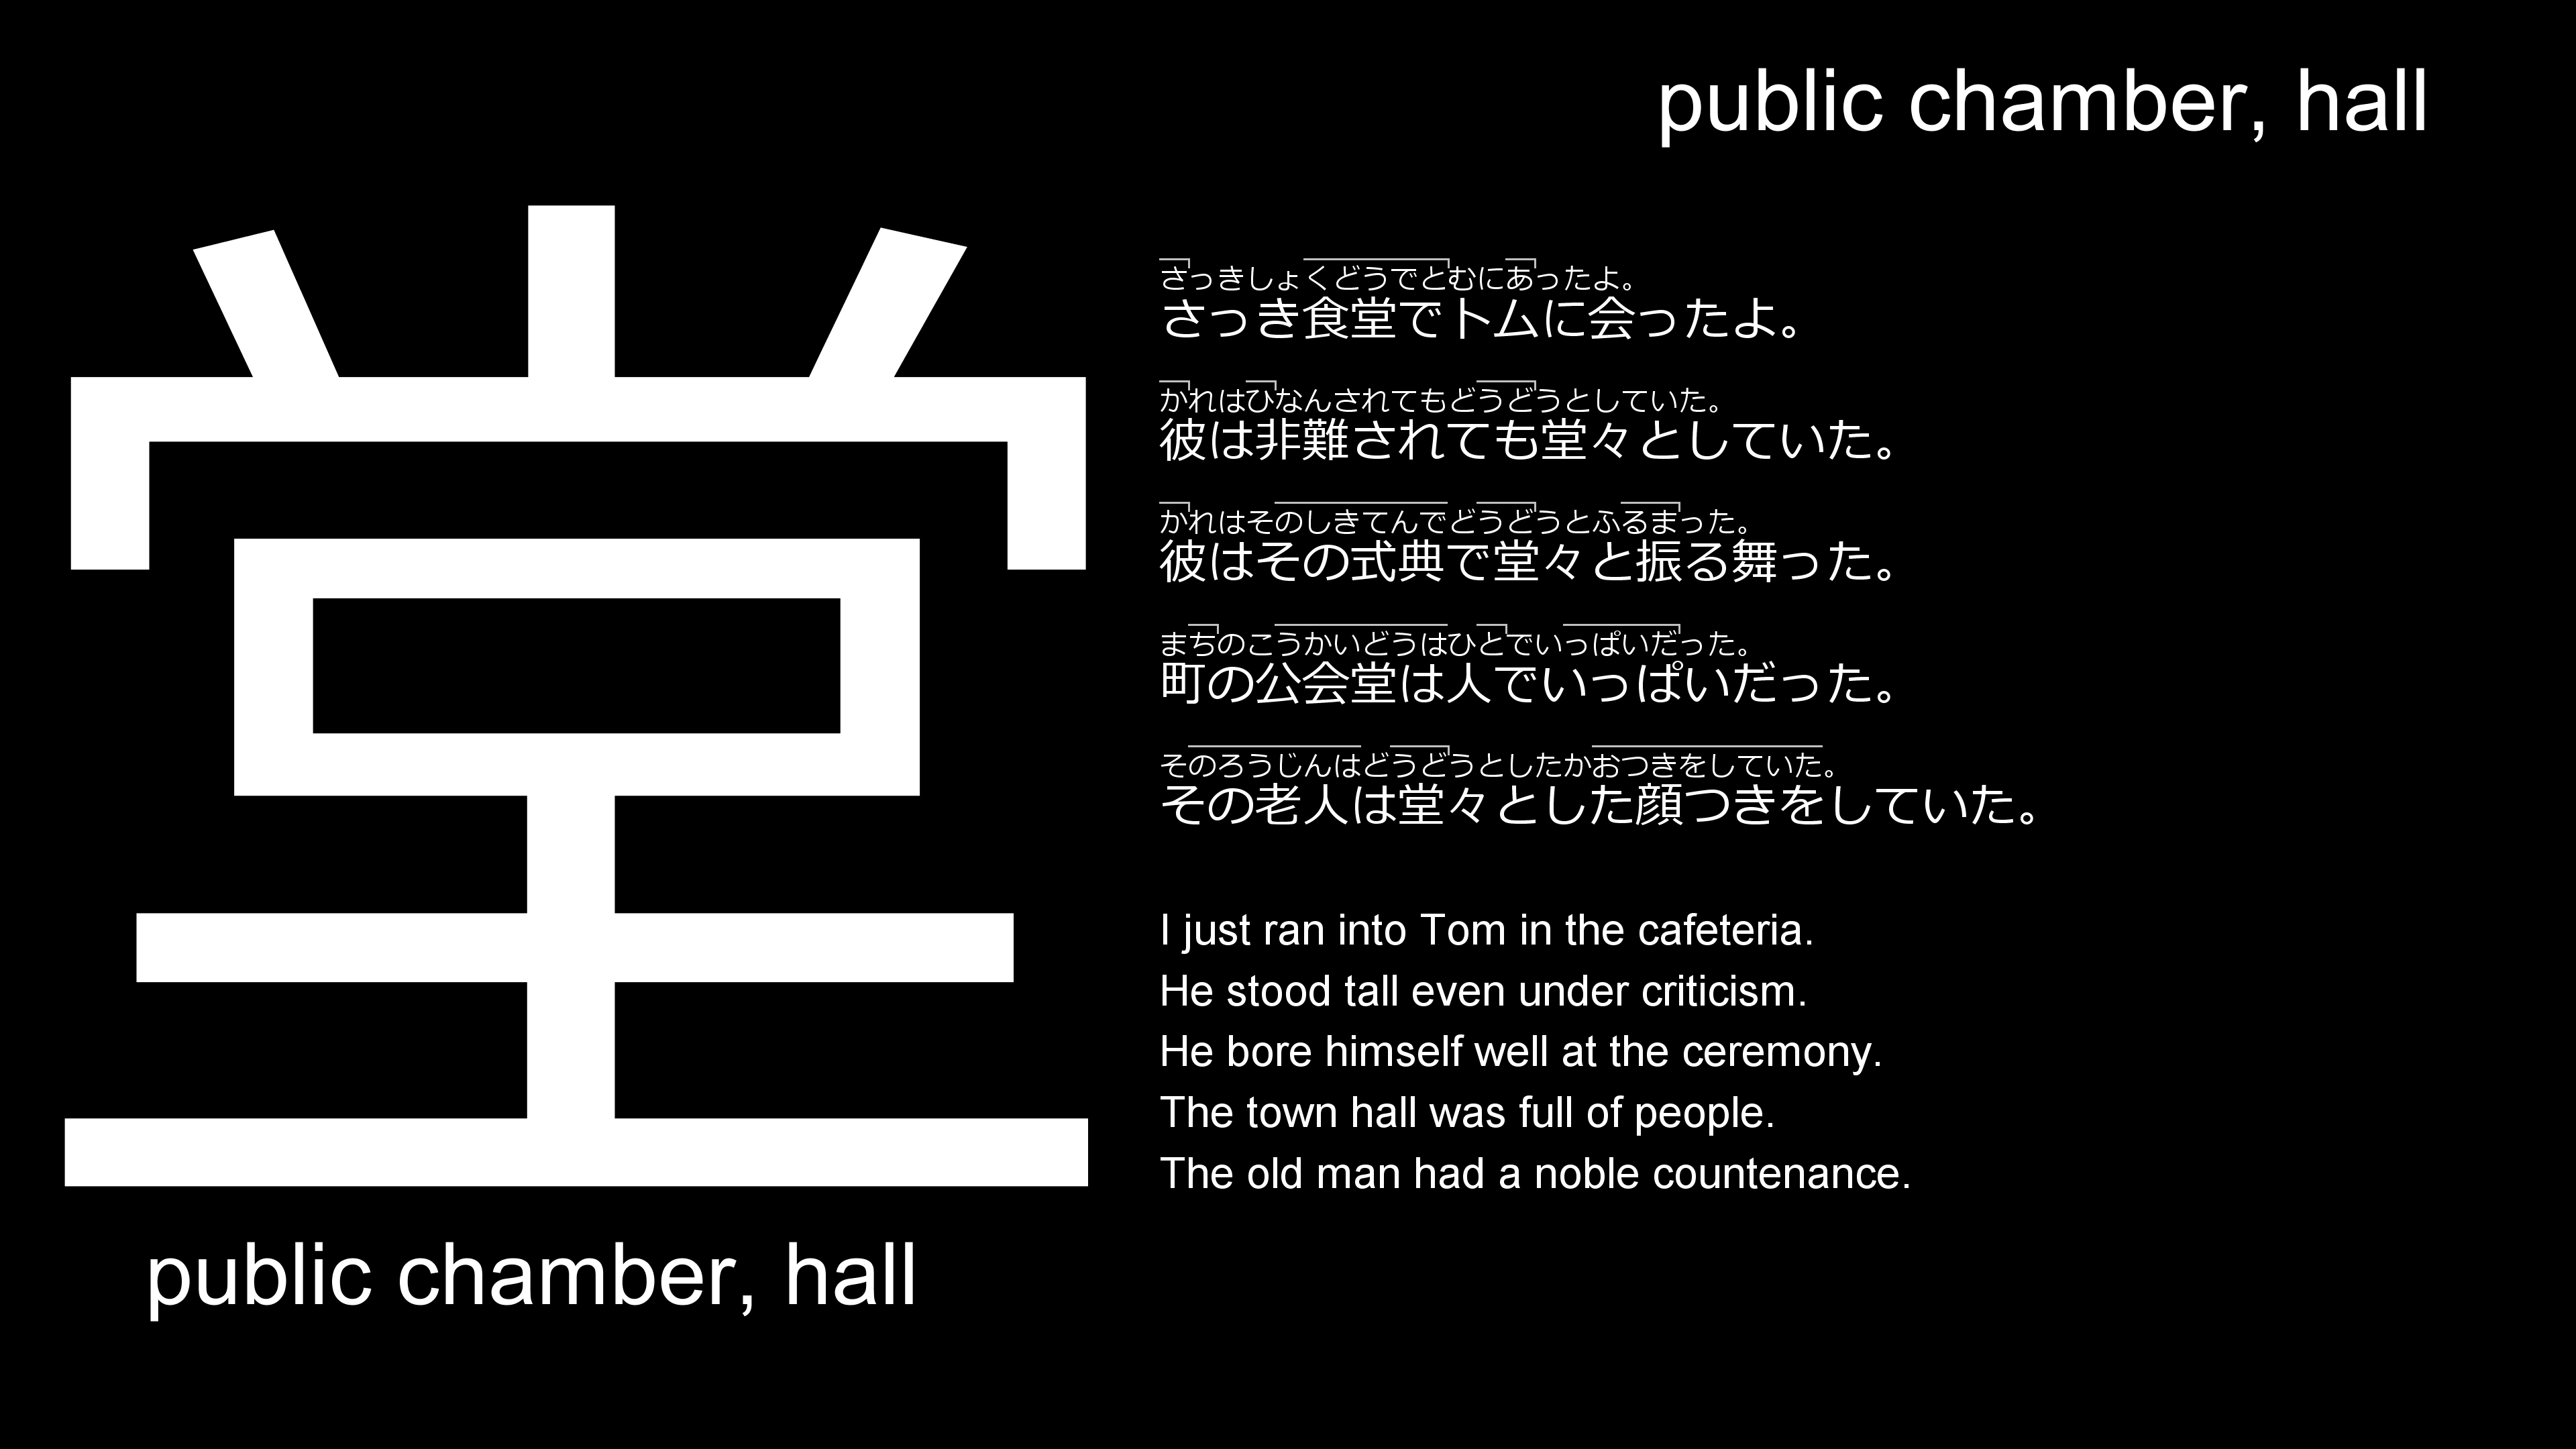 public chamber, hall
堂
public chamber, hall
さっきしょくどうでとむにあったよ。
さっき食堂でトムに会ったよ。
かれはひなんされてもどうどうとしていた。
彼は非難されても堂々としていた。
かれはそのしきてんでどうどうとふるまった。
彼はその式典で堂々と振る舞った。
まちのこうかいどうはひとでいっぱいだった。
町の公会堂は人でいっぱいだった。
そのろうじんはどうどうとしたかおつきをしていた。
その老人は堂々とした顔つきをしていた。
I just ran into Tom in the cafeteria.
He stood tall even under criticism.
He bore himself well at the ceremony.
The town hall was full of people.
The old man had a noble countenance.